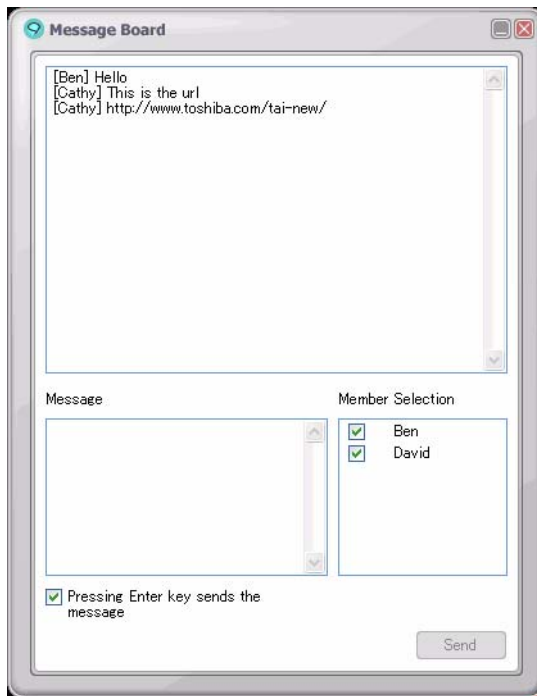 Message Board
[Ben] Hello
[Cathy] This is the url
[Cathy] http://www.toshiba.com/tai-new/
Message
Member Selection
Ben
David
Pressing Enter key sends the
message
Send